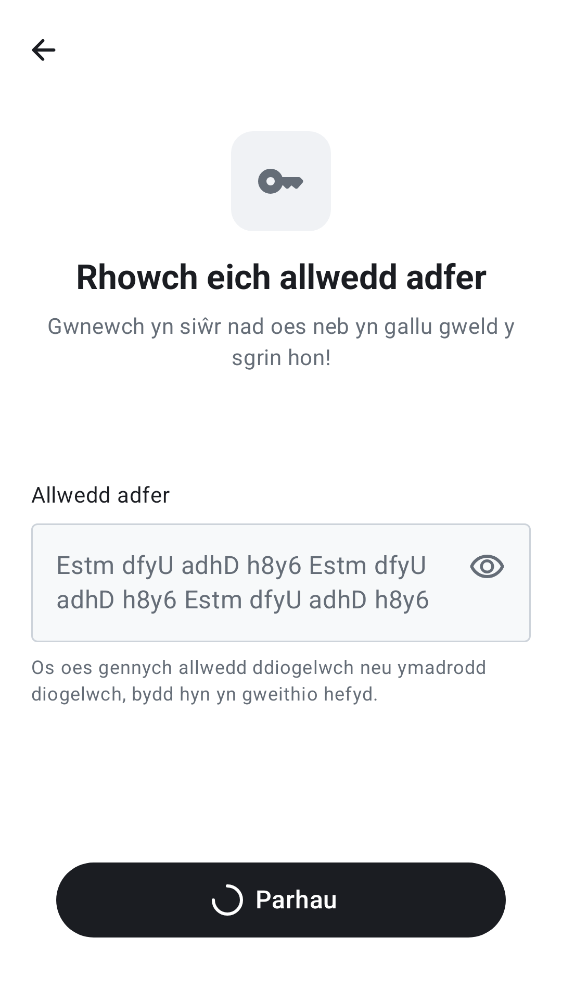 Rhowch eich allwedd adfer
Gwnewch yn siŵr nad oes neb yn gallu gweld y
sgrin hon!
Allwedd adfer
Estm dfyU adhD h8y6 Estm dfyU
adhD h8y6 Estm dfyU adhD h8y6
Os oes gennych allwedd ddiogelwch neu ymadrodd
diogelwch, bydd hyn yn gweithio hefyd.
Parhau